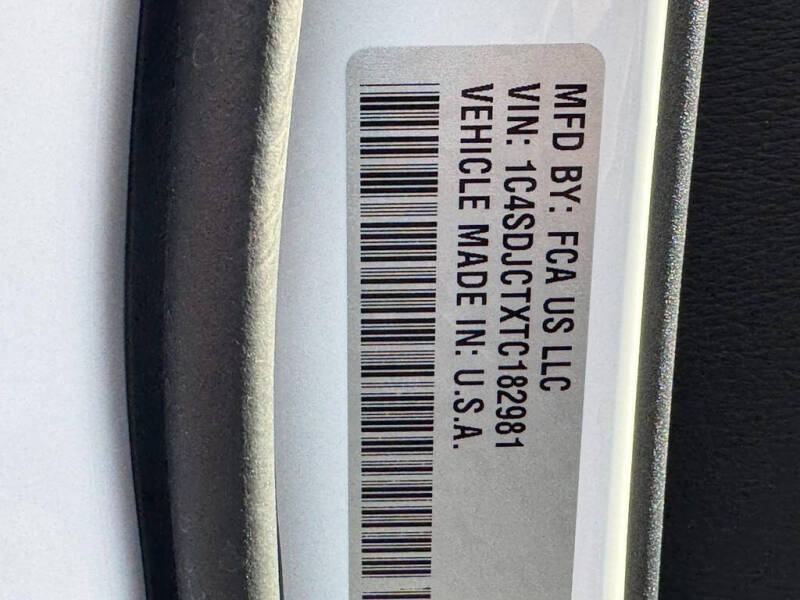 MFD BY: FCA US LLC
VIN: 1C4SDJCTXTC182981
VEHICLE MADE IN: U.S.A.